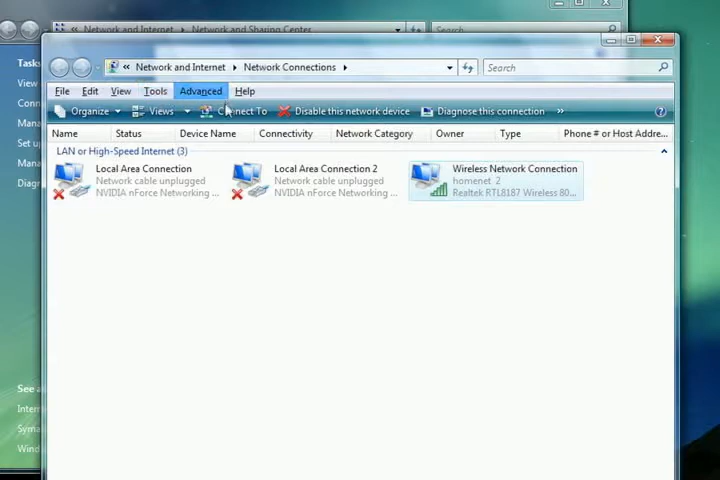 Network and Internet Network and Sharing Center Search
« Network and Internet Network Connections Search
File Edit View Tools Advanced Help
Organize Views Connect To Disable this network device Diagnose this connection »
Name Status Device Name Connectivity Network Category Owner Type Phone # or Host Addre...
LAN or High-Speed Internet (3)
Local Area Connection
Network cable unplugged
NVIDIA nForce Networking ...
Local Area Connection 2
Network cable unplugged
NVIDIA nForce Networking ...
Wireless Network Connection
homenet 2
Realtek RTL8187 Wireless 80...
Tasks
View
Conn
Mana
Set u
Mana
Diagn
See a
Intern
Syma
Wind